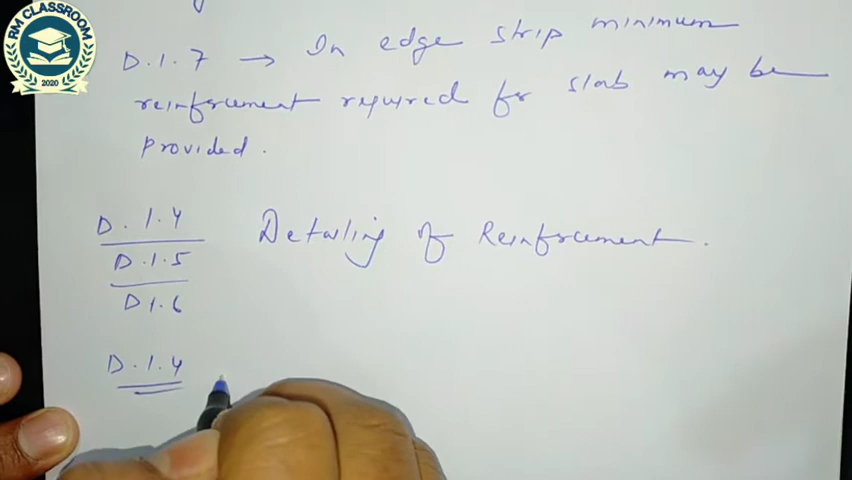 RM CLASSROOM
2020
D.1.7 → In edge strip minimum
reinforcement required for slab may be
provided.
D.1.4 Detailing of Reinforcement.
D.1.5
D1.6
D.1.4